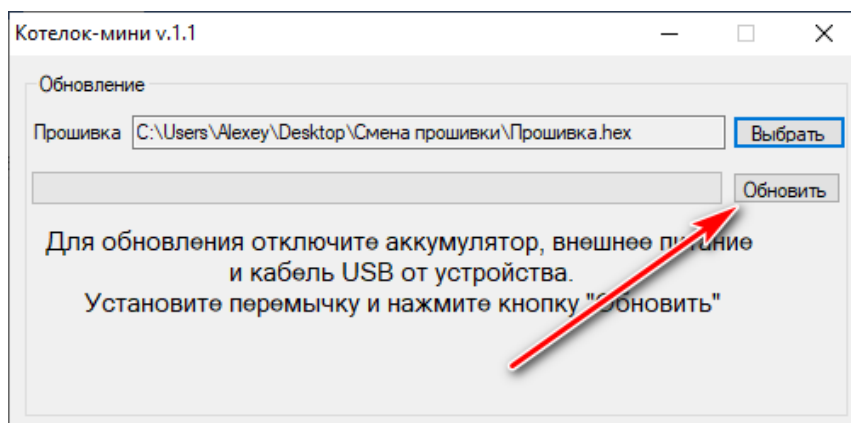 Котелок-мини v.1.1
Обновление
Прошивка C:\Users\Alexey\Desktop\Смена прошивки\Прошивка.hex Выбрать
Обновить
Для обновления отключите аккумулятор, внешнее питание
и кабель USB от устройства.
Установите перемычку и нажмите кнопку "Обновить"